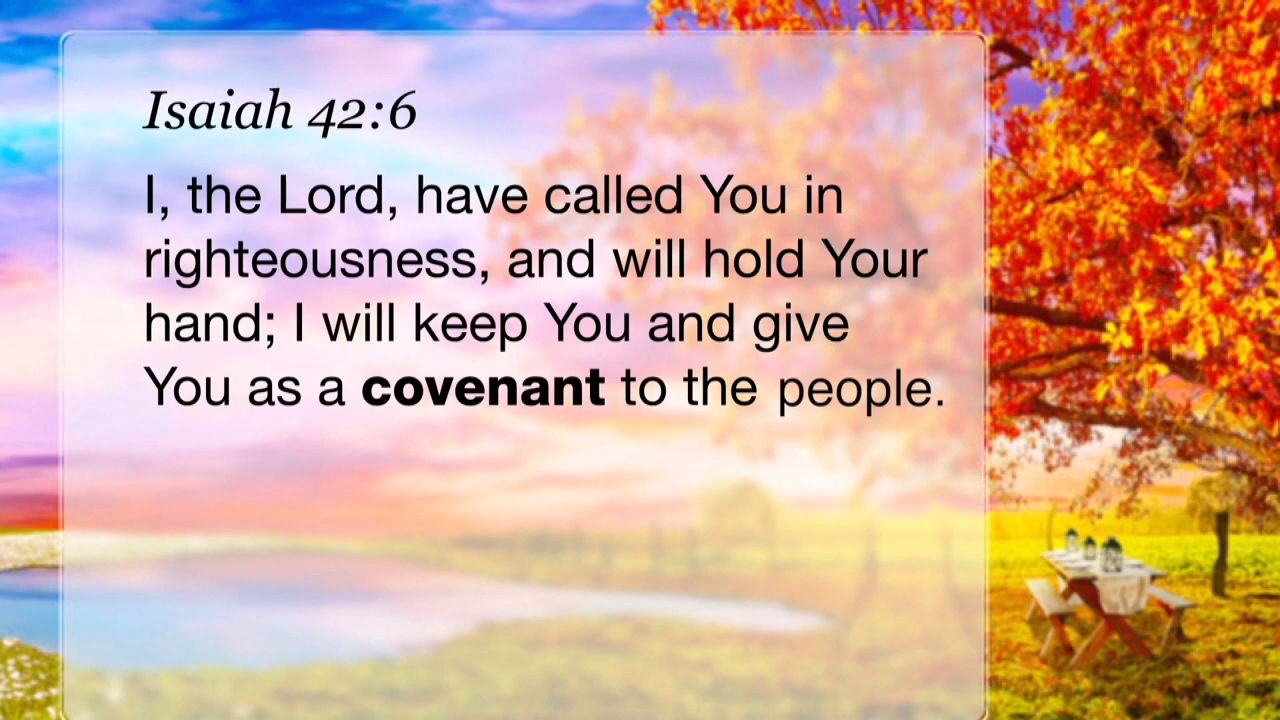 Isaiah 42:6
I, the Lord, have called You in
righteousness, and will hold Your
hand; I will keep You and give
You as a covenant to the people.